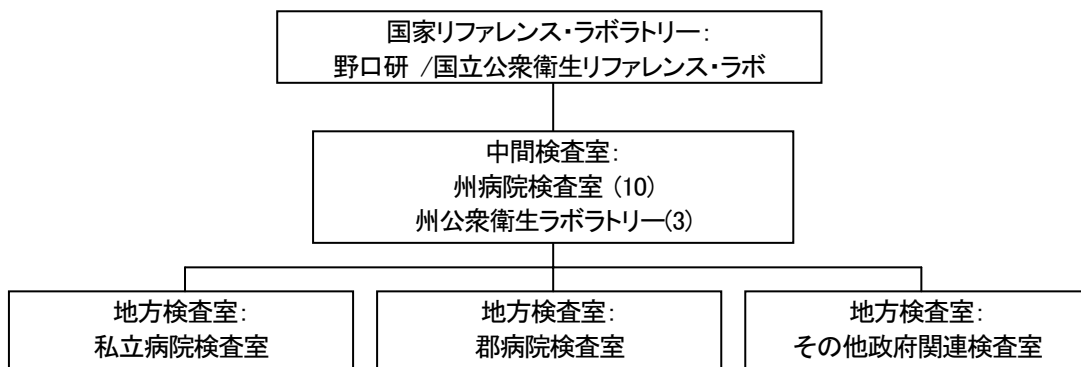 国家リファレンス・ラボラトリー:
野口研 /国立公衆衛生リファレンス・ラボ
中間検査室:
州病院検査室 (10)
州公衆衛生ラボラトリー(3)
地方検査室:
私立病院検査室
地方検査室:
郡病院検査室
地方検査室:
その他政府関連検査室